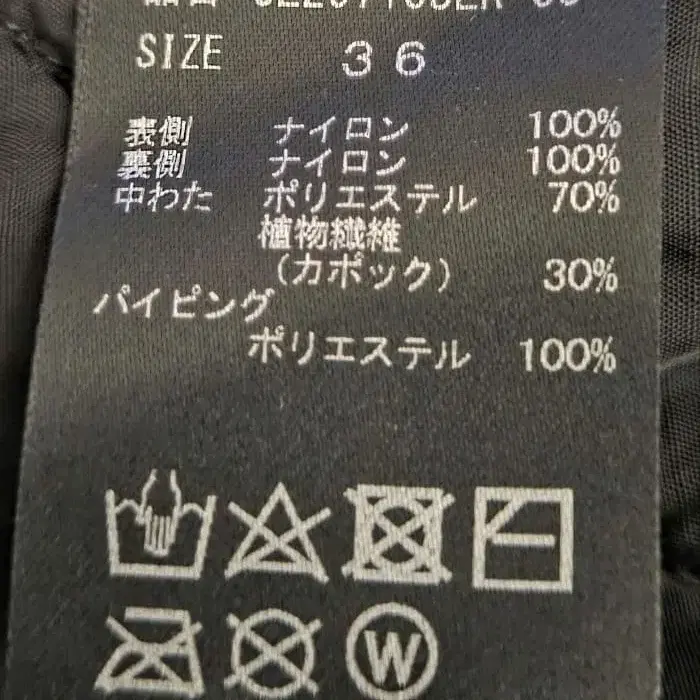 SIZE 36
表側 ナイロン 100%
裏側 ナイロン 100%
中わた ポリエステル 70%
植物繊維
(カポック) 30%
パイピング
ポリエステル 100%
W